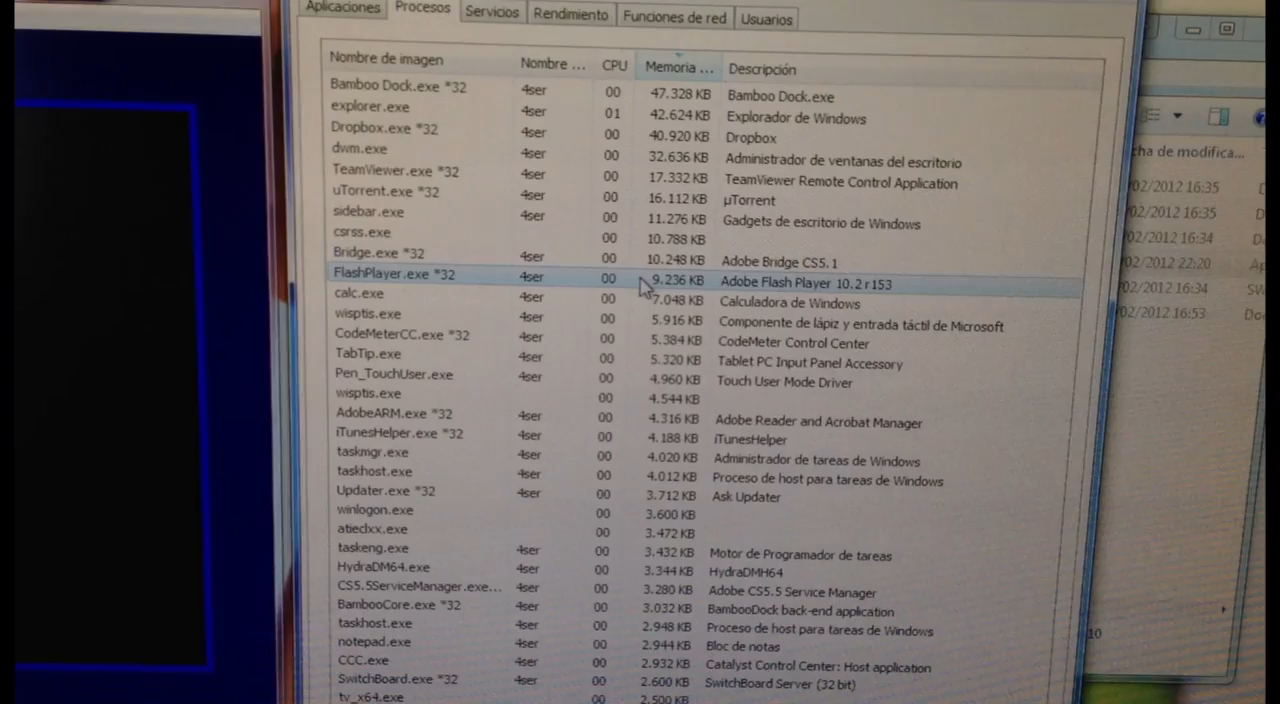 Aplicaciones Procesos Servicios Rendimiento Funciones de red Usuarios
Nombre de imagen Nombre ... CPU Memoria ... Descripción
Bamboo Dock.exe *32 4ser 00 47.328 KB Bamboo Dock.exe
explorer.exe 4ser 01 42.624 KB Explorador de Windows
Dropbox.exe *32 4ser 00 40.920 KB Dropbox
dwm.exe 4ser 00 32.636 KB Administrador de ventanas del escritorio
TeamViewer.exe *32 4ser 00 17.332 KB TeamViewer Remote Control Application
uTorrent.exe *32 4ser 00 16.112 KB µTorrent
sidebar.exe 4ser 00 11.276 KB Gadgets de escritorio de Windows
csrss.exe 00 10.788 KB
Bridge.exe *32 4ser 00 10.248 KB Adobe Bridge CS5.1
FlashPlayer.exe *32 4ser 00 9.236 KB Adobe Flash Player 10.2 r153
calc.exe 4ser 00 7.048 KB Calculadora de Windows
wisptis.exe 4ser 00 5.916 KB Componente de lápiz y entrada táctil de Microsoft
CodeMeterCC.exe *32 4ser 00 5.384 KB CodeMeter Control Center
TabTip.exe 4ser 00 5.320 KB Tablet PC Input Panel Accessory
Pen_TouchUser.exe 4ser 00 4.960 KB Touch User Mode Driver
wisptis.exe 00 4.544 KB
AdobeARM.exe *32 4ser 00 4.316 KB Adobe Reader and Acrobat Manager
iTunesHelper.exe *32 4ser 00 4.188 KB iTunesHelper
taskmgr.exe 4ser 00 4.020 KB Administrador de tareas de Windows
taskhost.exe 4ser 00 4.012 KB Proceso de host para tareas de Windows
Updater.exe *32 4ser 00 3.712 KB Ask Updater
winlogon.exe 00 3.600 KB
atiedxx.exe 00 3.472 KB
taskeng.exe 4ser 00 3.432 KB Motor de Programador de tareas
HydraDM64.exe 4ser 00 3.344 KB HydraDMH64
CS5.5ServiceManager.exe... 4ser 00 3.280 KB Adobe CS5.5 Service Manager
BambooCore.exe *32 4ser 00 3.032 KB BambooDock back-end application
taskhost.exe 4ser 00 2.948 KB Proceso de host para tareas de Windows
notepad.exe 4ser 00 2.944 KB Bloc de notas
CCC.exe 4ser 00 2.932 KB Catalyst Control Center: Host application
SwitchBoard.exe *32 4ser 00 2.600 KB SwitchBoard Server (32 bit)
tv_x64.exe 00 2.500 KB
cha de modifica...
/02/2012 16:35
/02/2012 16:35
/02/2012 16:34
/02/2012 22:20
/02/2012 16:34 SW
/02/2012 16:53 Do
10